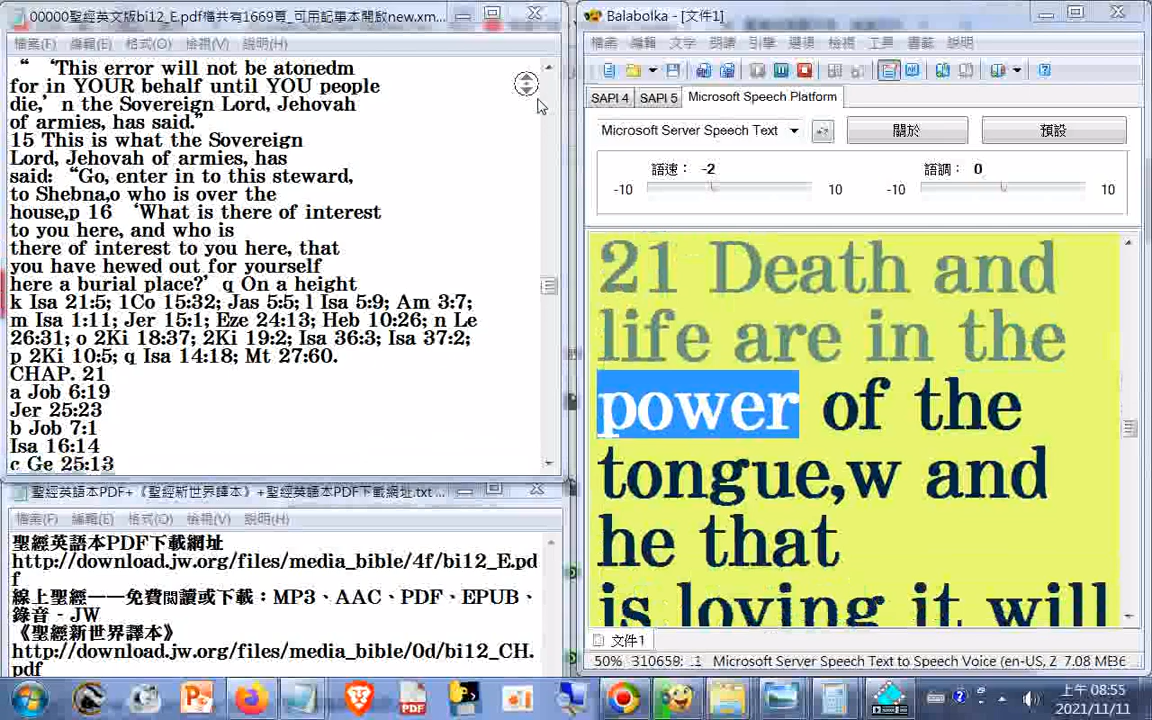 00000聖經英文版bi12_E.pdf檔共有1669頁_可用記事本開啟new.xm...
檔案(F) 編輯(E) 格式(O) 檢視(V) 說明(H)
“ ‘This error will not be atonedm
for in YOUR behalf until YOU people
die,’ n the Sovereign Lord, Jehovah
of armies, has said.”
15 This is what the Sovereign
Lord, Jehovah of armies, has
said: “Go, enter in to this steward,
to Shebna,o who is over the
house,p 16 ‘What is there of interest
to you here, and who is
there of interest to you here, that
you have hewed out for yourself
here a burial place?’ q On a height
k Isa 21:5; 1Co 15:32; Jas 5:5; l Isa 5:9; Am 3:7;
m Isa 1:11; Jer 15:1; Eze 24:13; Heb 10:26; n Le
26:31; o 2Ki 18:37; 2Ki 19:2; Isa 36:3; Isa 37:2;
p 2Ki 10:5; q Isa 14:18; Mt 27:60.
CHAP. 21
a Job 6:19
Jer 25:23
b Job 7:1
Isa 16:14
c Ge 25:13
聖經英語本PDF+《聖經新世界譯本》+聖經英語本PDF下載網址.txt ...
檔案(F) 編輯(E) 格式(O) 檢視(V) 說明(H)
聖經英語本PDF下載網址
http://download.jw.org/files/media_bible/4f/bi12_E.pd
f
線上聖經——免費閱讀或下載：MP3、AAC、PDF、EPUB、
錄音 - JW
《聖經新世界譯本》
http://download.jw.org/files/media_bible/0d/bi12_CH.
pdf
Balabolka - [文件1]
檔案 編輯 文字 朗讀 引擎 選項 檢視 工具 書籤 說明
SAPI 4 SAPI 5 Microsoft Speech Platform
Microsoft Server Speech Text 關於 預設
語速： -2 語調： 0
-10 10 -10 10
21 Death and
life are in the
power of the
tongue,w and
he that
is loving it will
文件1
50% 310658: .1 Microsoft Server Speech Text to Speech Voice (en-US, Z 7.08 MB
上午 08:55
2021/11/11